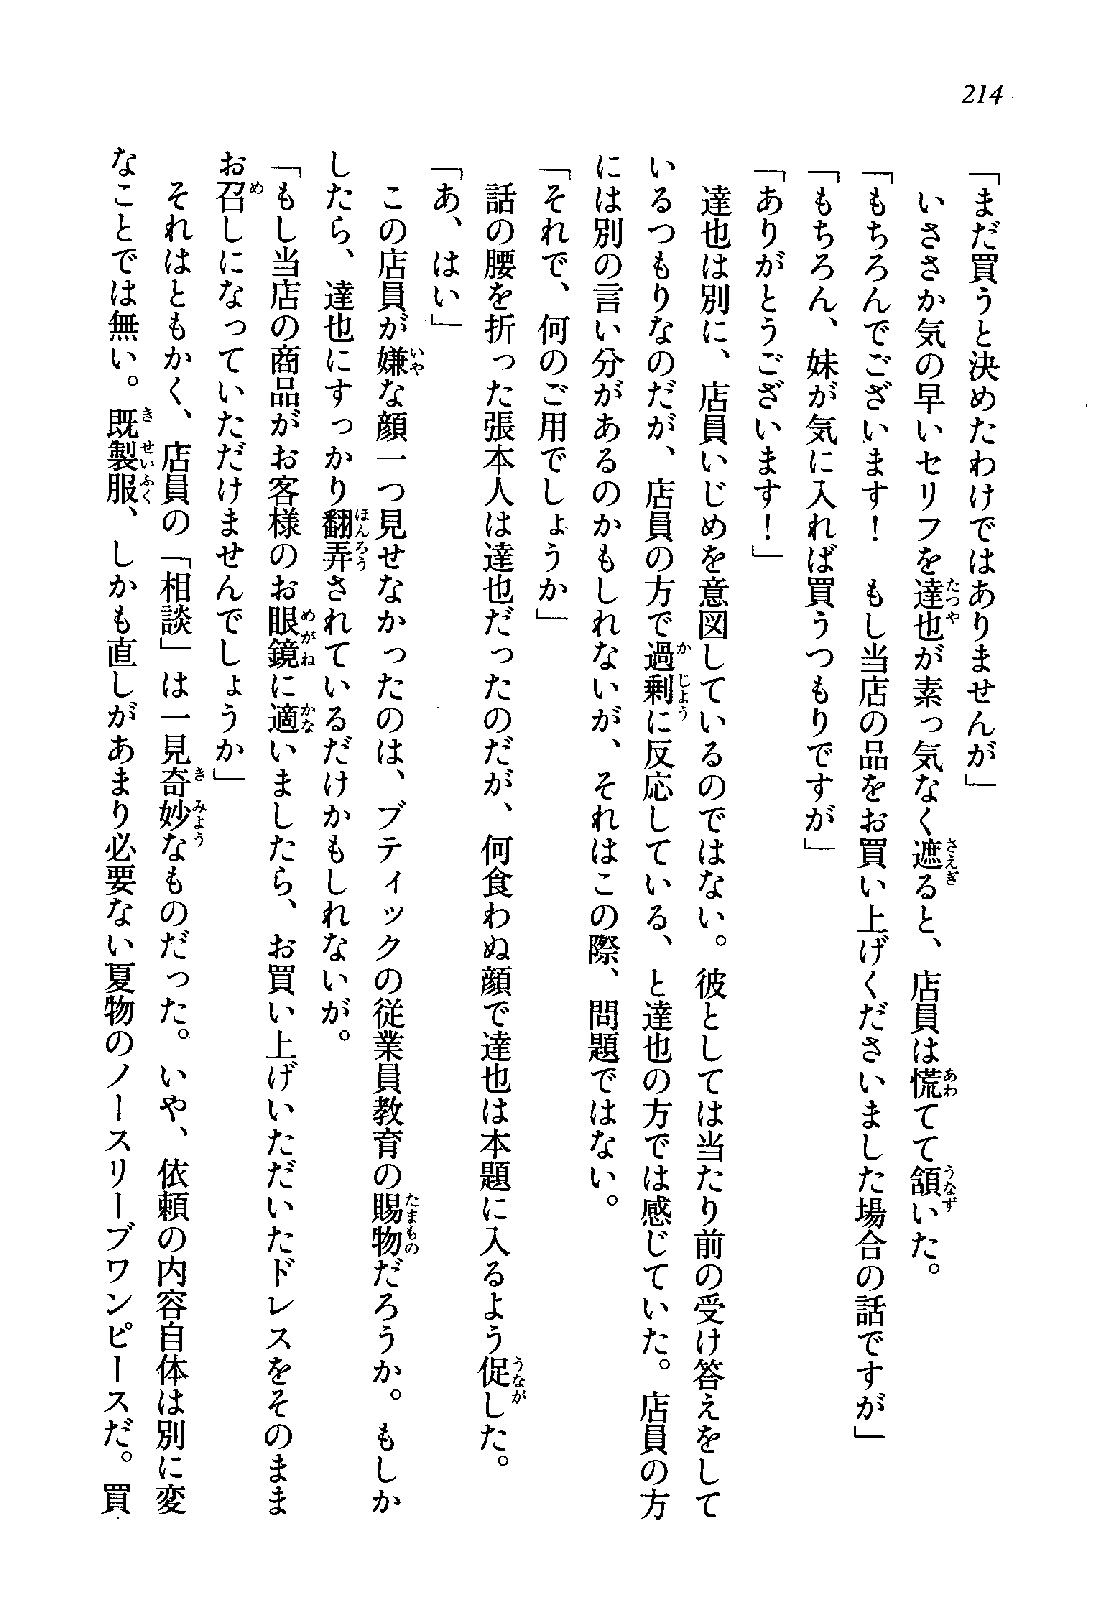 214
「まだ買うと決めたわけではありませんが」
いささか気の早いセリフを達也が素っ気なく遮ると、店員は慌てて頷いた。
「もちろんでございます！　もし当店の品をお買い上げくださいました場合の話ですが」
「もちろん、妹が気に入れば買うつもりですが」
「ありがとうございます！」
達也は別に、店員いじめを意図しているのではない。彼としては当たり前の受け答えをして
いるつもりなのだが、店員の方で過剰に反応している、と達也の方では感じていた。店員の方
には別の言い分があるのかもしれないが、それはこの際、問題ではない。
「それで、何のご用でしょうか」
話の腰を折った張本人は達也だったのだが、何食わぬ顔で達也は本題に入るよう促した。
「あ、はい」
この店員が嫌な顔一つ見せなかったのは、ブティックの従業員教育の賜物だろうか。もしか
したら、達也にすっかり翻弄されているだけかもしれないが。
「もし当店の商品がお客様のお眼鏡に適いましたら、お買い上げいただいたドレスをそのまま
お召しになっていただけませんでしょうか」
それはともかく、店員の「相談」は一見奇妙なものだった。いや、依頼の内容自体は別に変
なことでは無い。既製服、しかも直しがあまり必要ない夏物のノースリーブワンピースだ。買